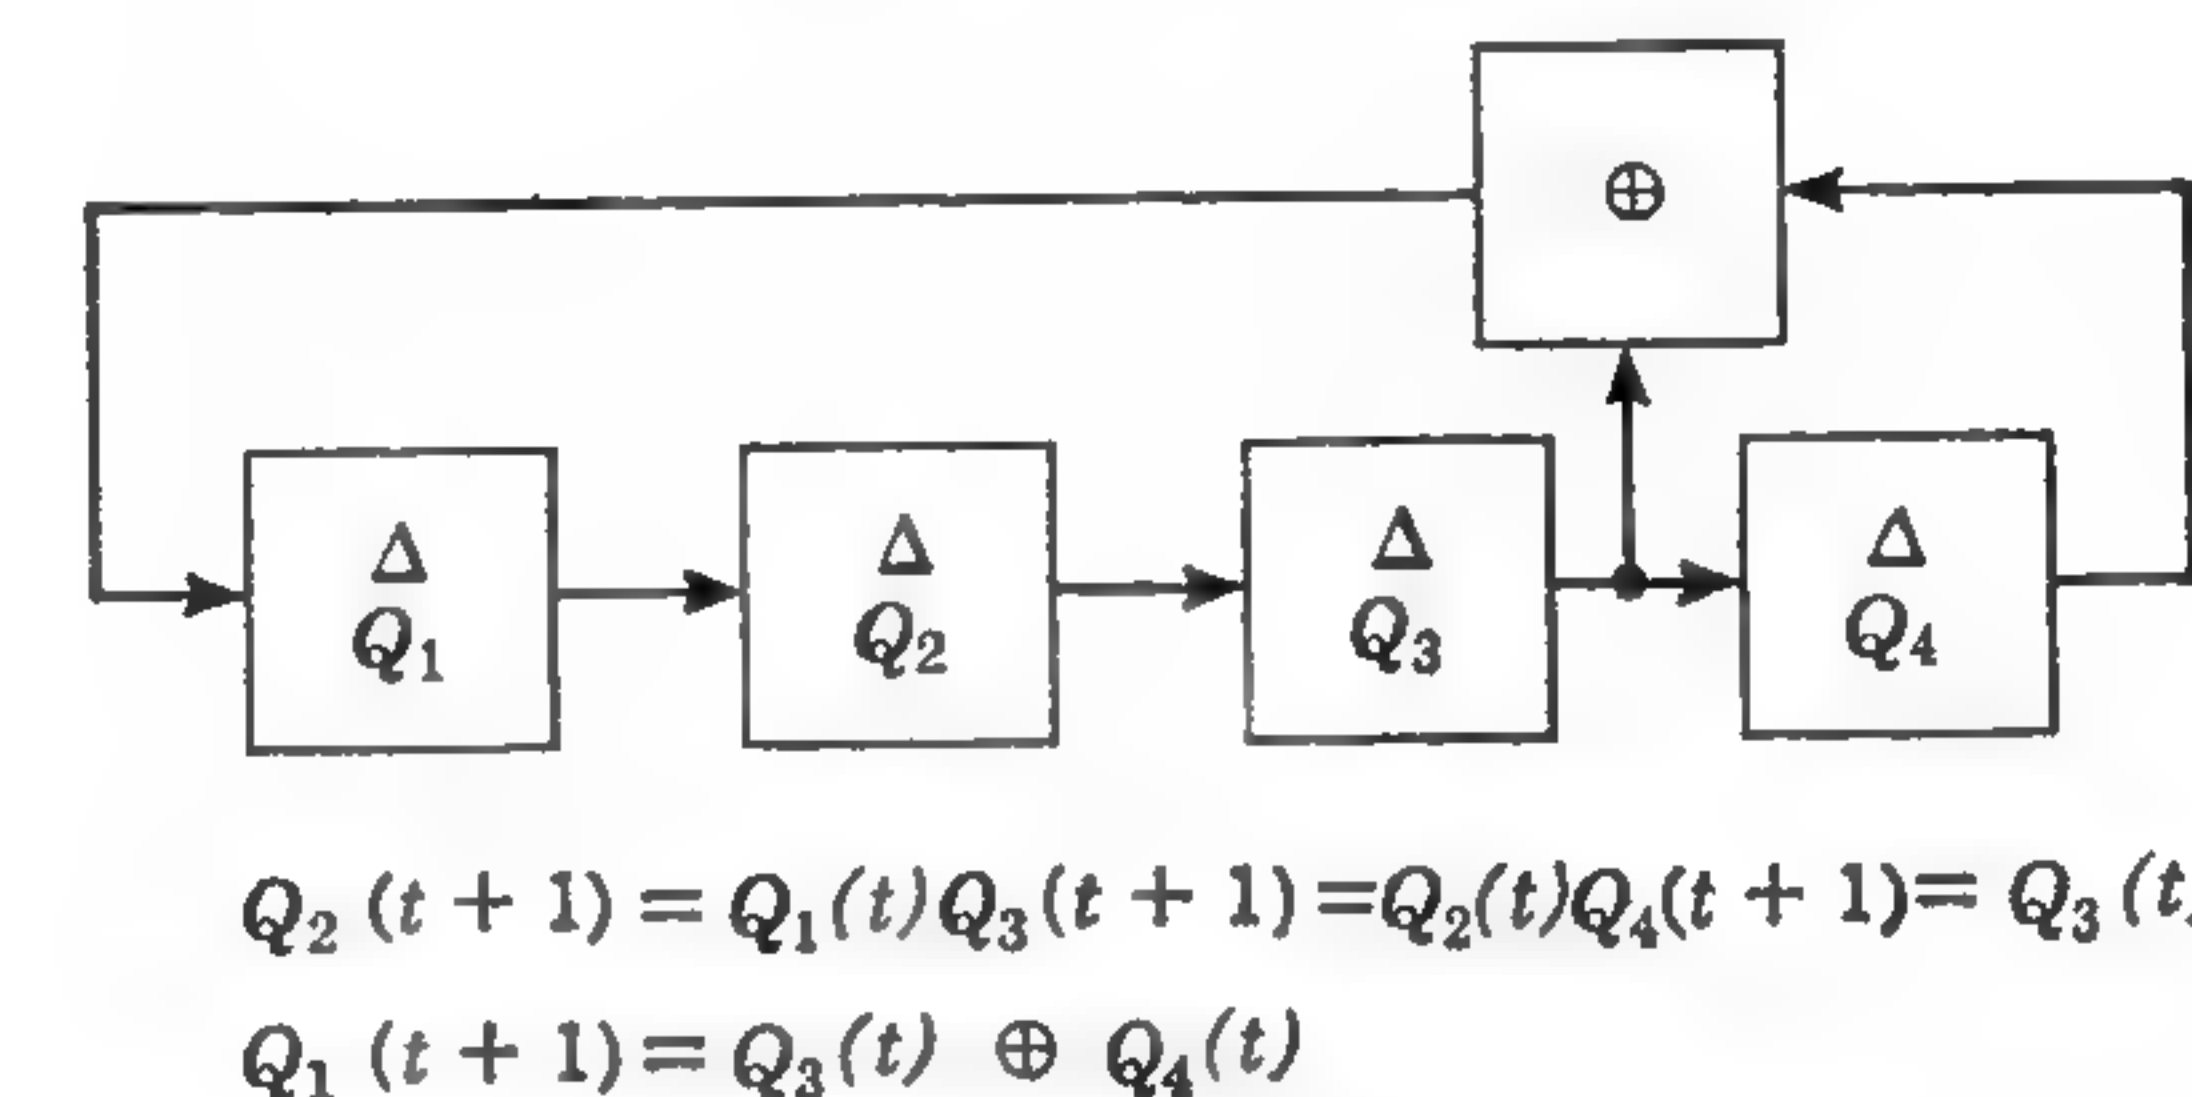 ⊕
Δ Δ Δ Δ
Q₁ Q₂ Q₃ Q₄
Q₂ (t + 1) = Q₁(t)Q₃(t + 1) =Q₂(t)Q₄(t + 1)= Q₃ (t
Q₁ (t + 1) = Q₃(t) ⊕ Q₄(t)